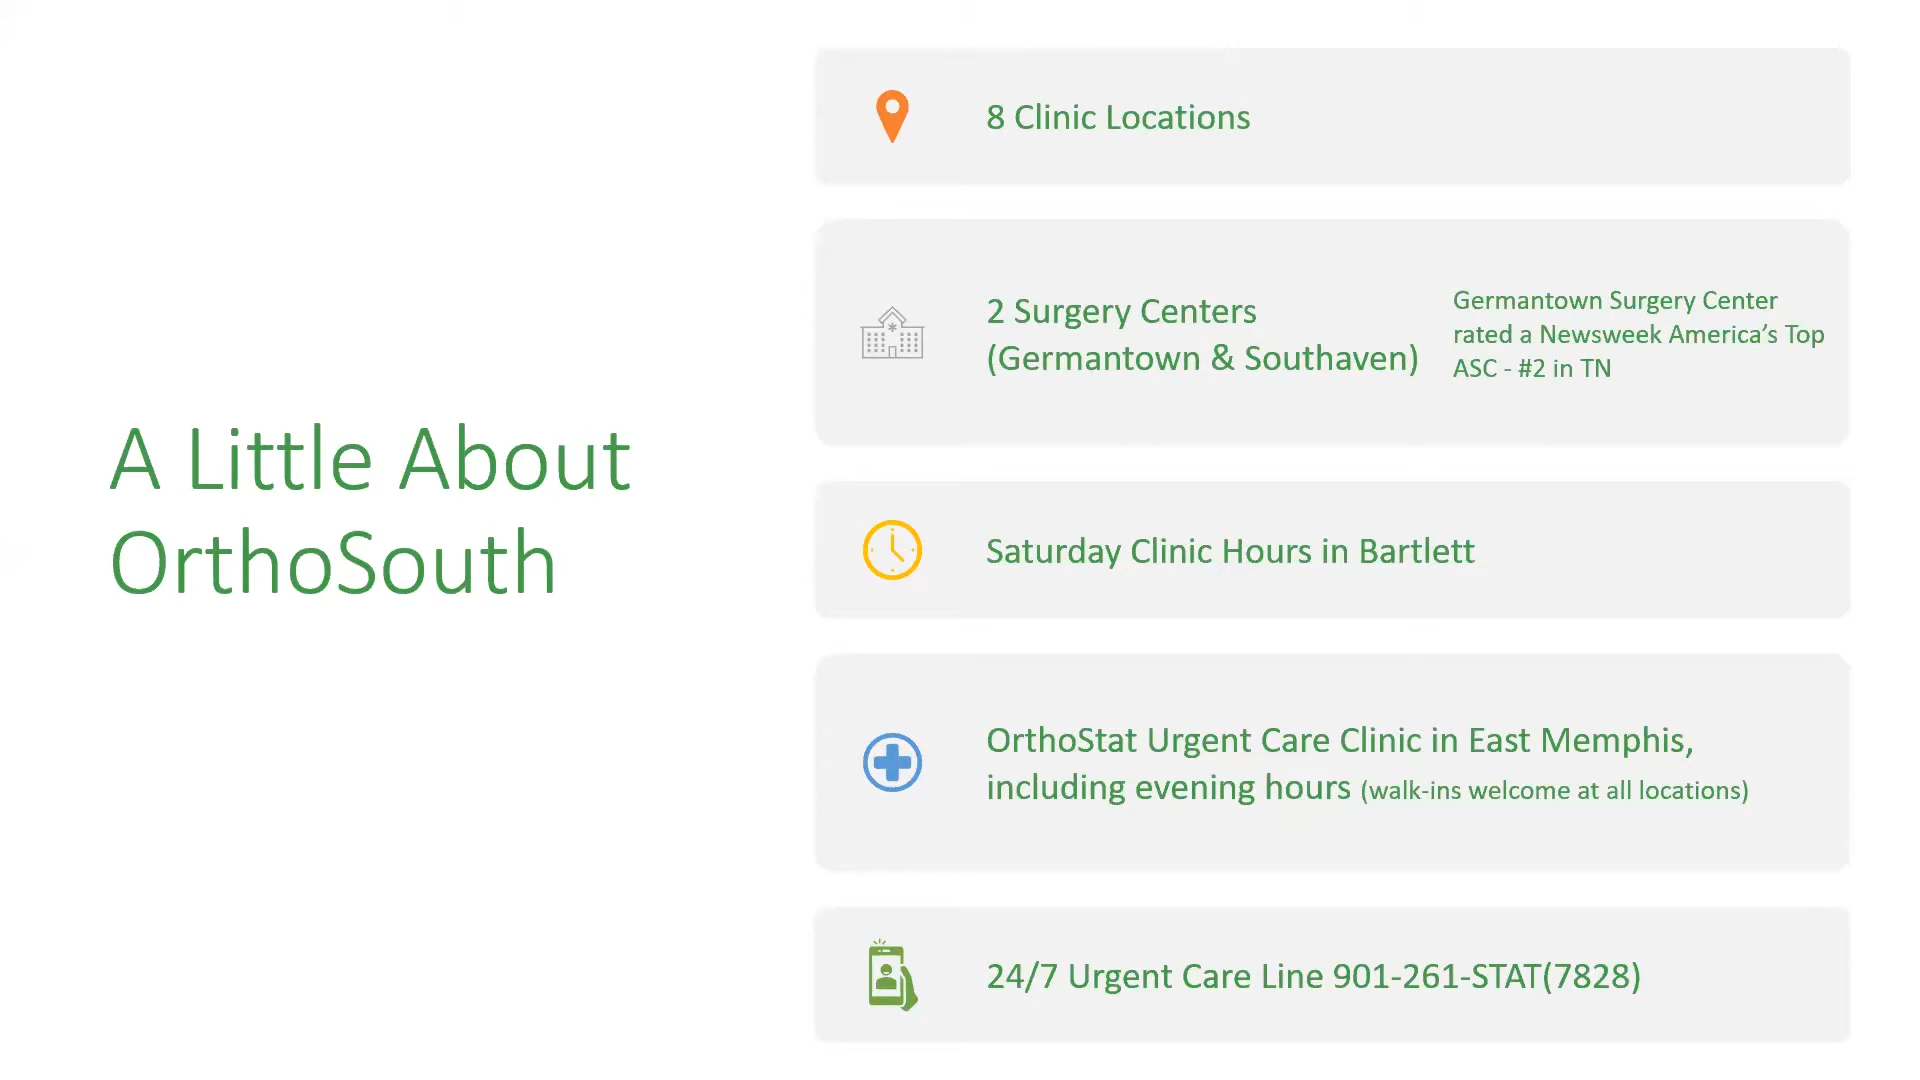 A Little About
OrthoSouth
8 Clinic Locations
2 Surgery Centers
(Germantown & Southaven)
Germantown Surgery Center
rated a Newsweek America’s Top
ASC - #2 in TN
Saturday Clinic Hours in Bartlett
OrthoStat Urgent Care Clinic in East Memphis,
including evening hours (walk-ins welcome at all locations)
24/7 Urgent Care Line 901-261-STAT(7828)